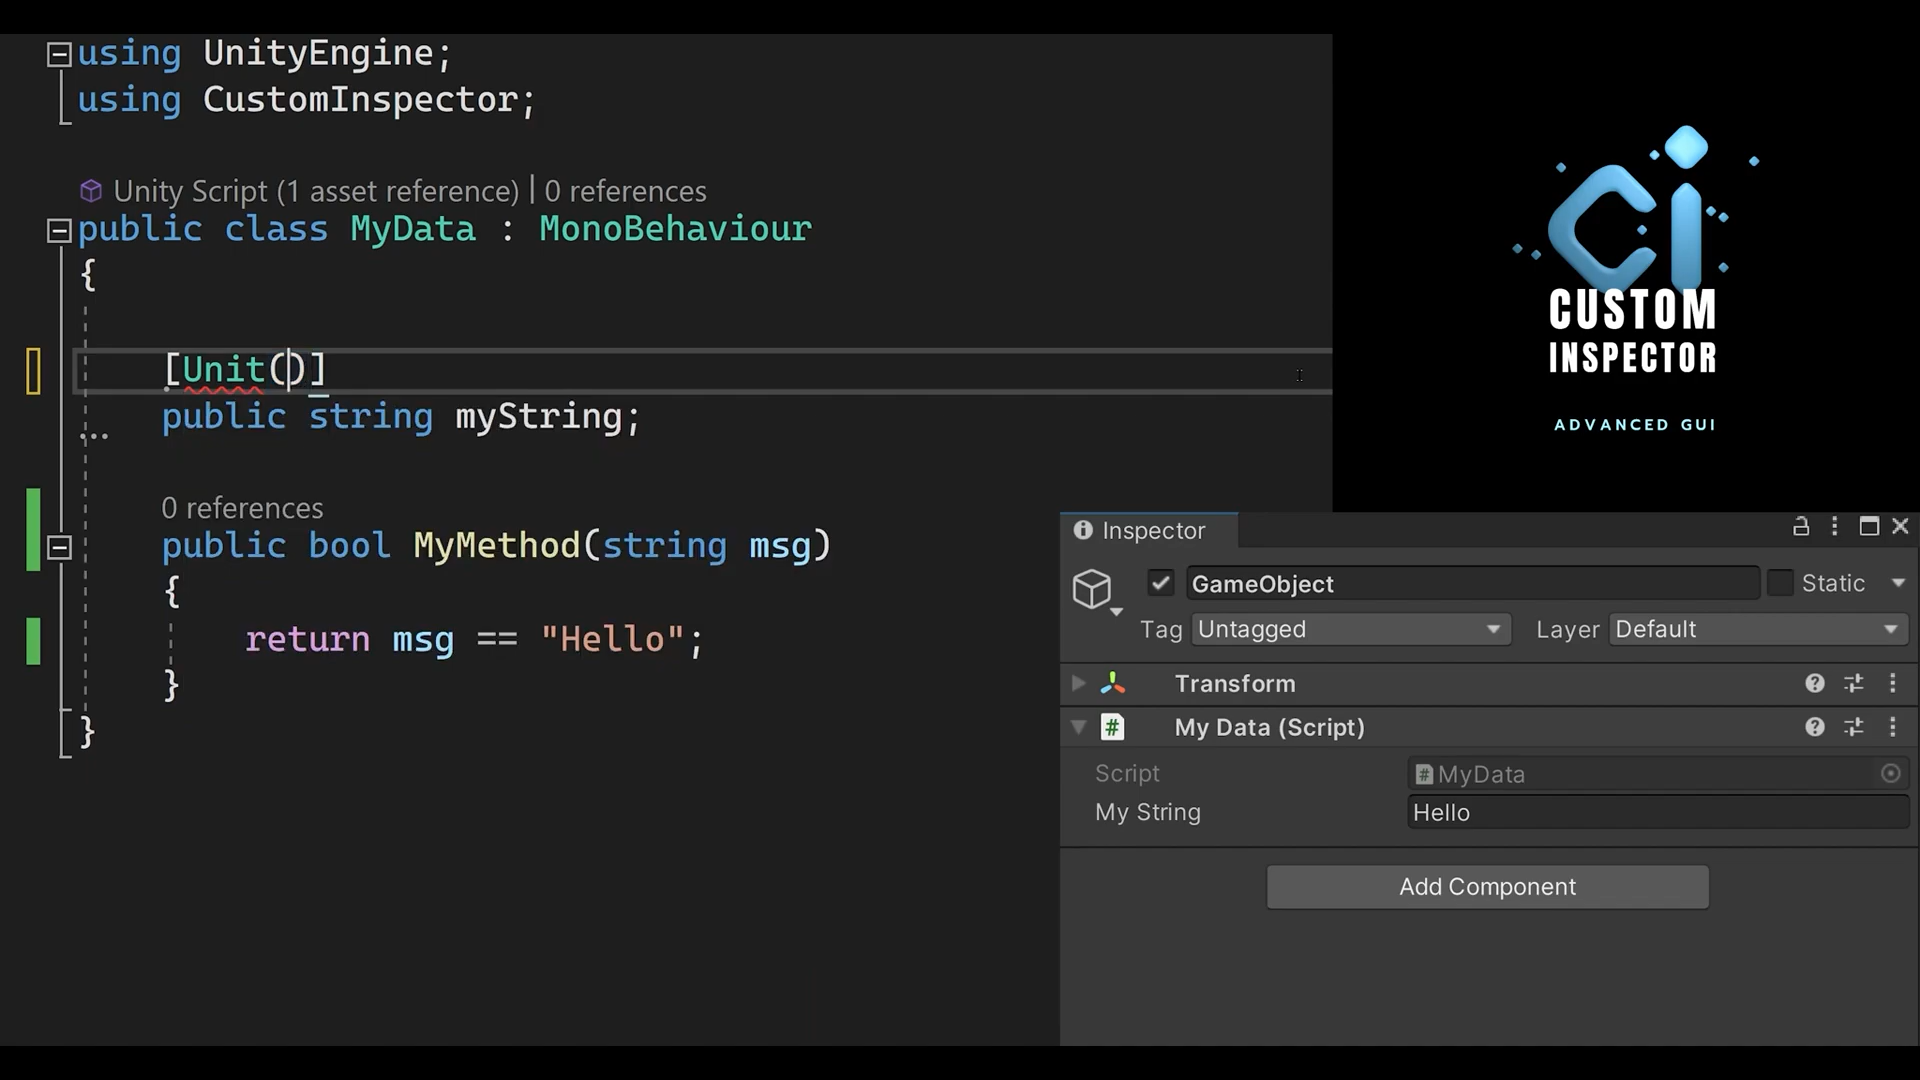 using UnityEngine;
using CustomInspector;
Unity Script (1 asset reference) | 0 references
public class MyData : MonoBehaviour
{
[Unit()]
public string myString;
...
0 references
public bool MyMethod(string msg)
{
return msg == "Hello";
}
}
Ci
CUSTOM
INSPECTOR
ADVANCED GUI
Inspector
GameObject
Static
Tag
Untagged
Layer
Default
Transform
# My Data (Script)
Script
# MyData
My String
Hello
Add Component